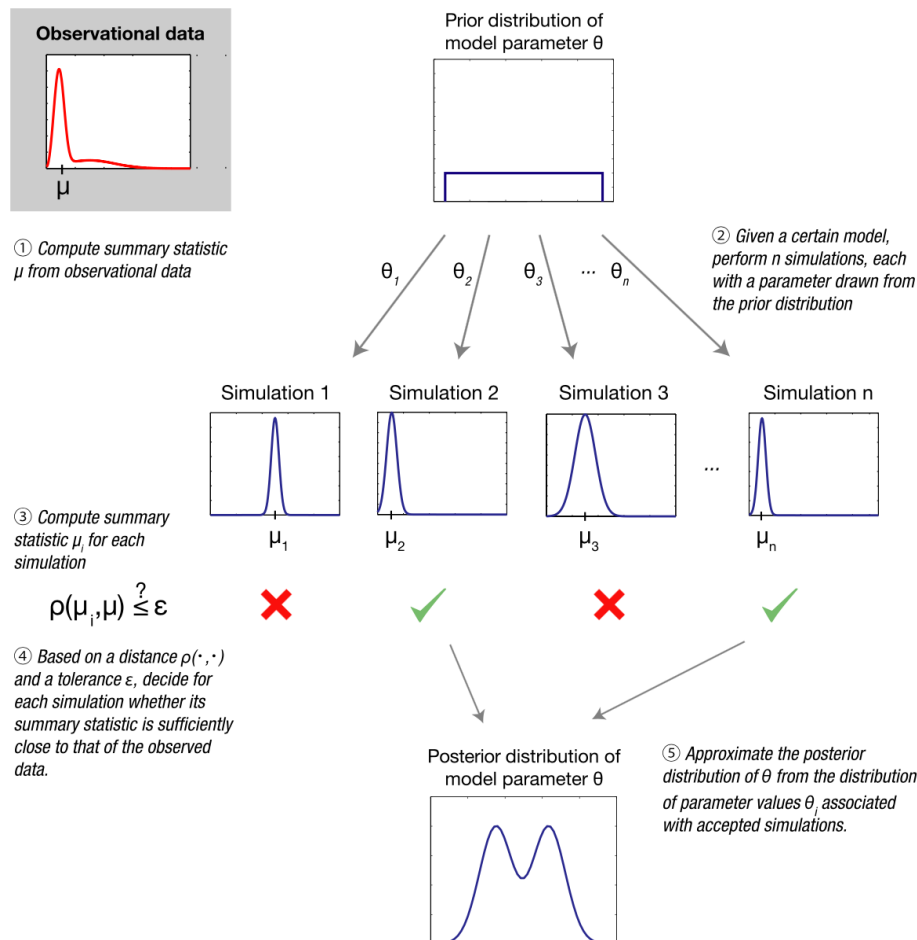 Observational data
μ
① Compute summary statistic
μ from observational data
Prior distribution of
model parameter θ
θ1 θ2 θ3 ... θn
② Given a certain model,
perform n simulations, each
with a parameter drawn from
the prior distribution
Simulation 1 Simulation 2 Simulation 3 Simulation n
...
μ1 μ2 μ3 μn
③ Compute summary
statistic μi for each
simulation
ρ(μi,μ) ≤? ε
④ Based on a distance ρ(·,·)
and a tolerance ε, decide for
each simulation whether its
summary statistic is sufficiently
close to that of the observed
data.
Posterior distribution of
model parameter θ
⑤ Approximate the posterior
distribution of θ from the distribution
of parameter values θi associated
with accepted simulations.